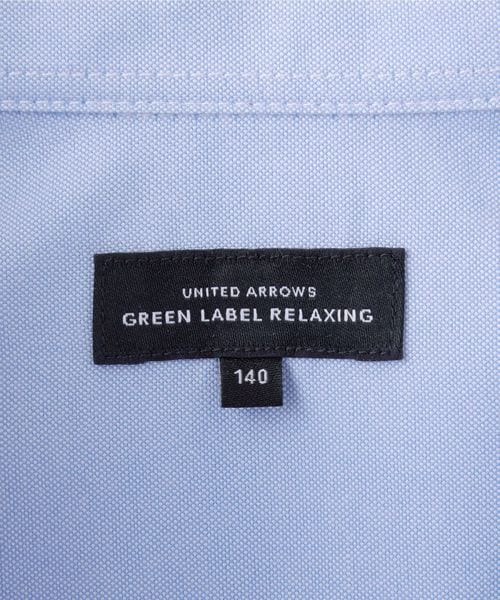 UNITED ARROWS
GREEN LABEL RELAXING
140